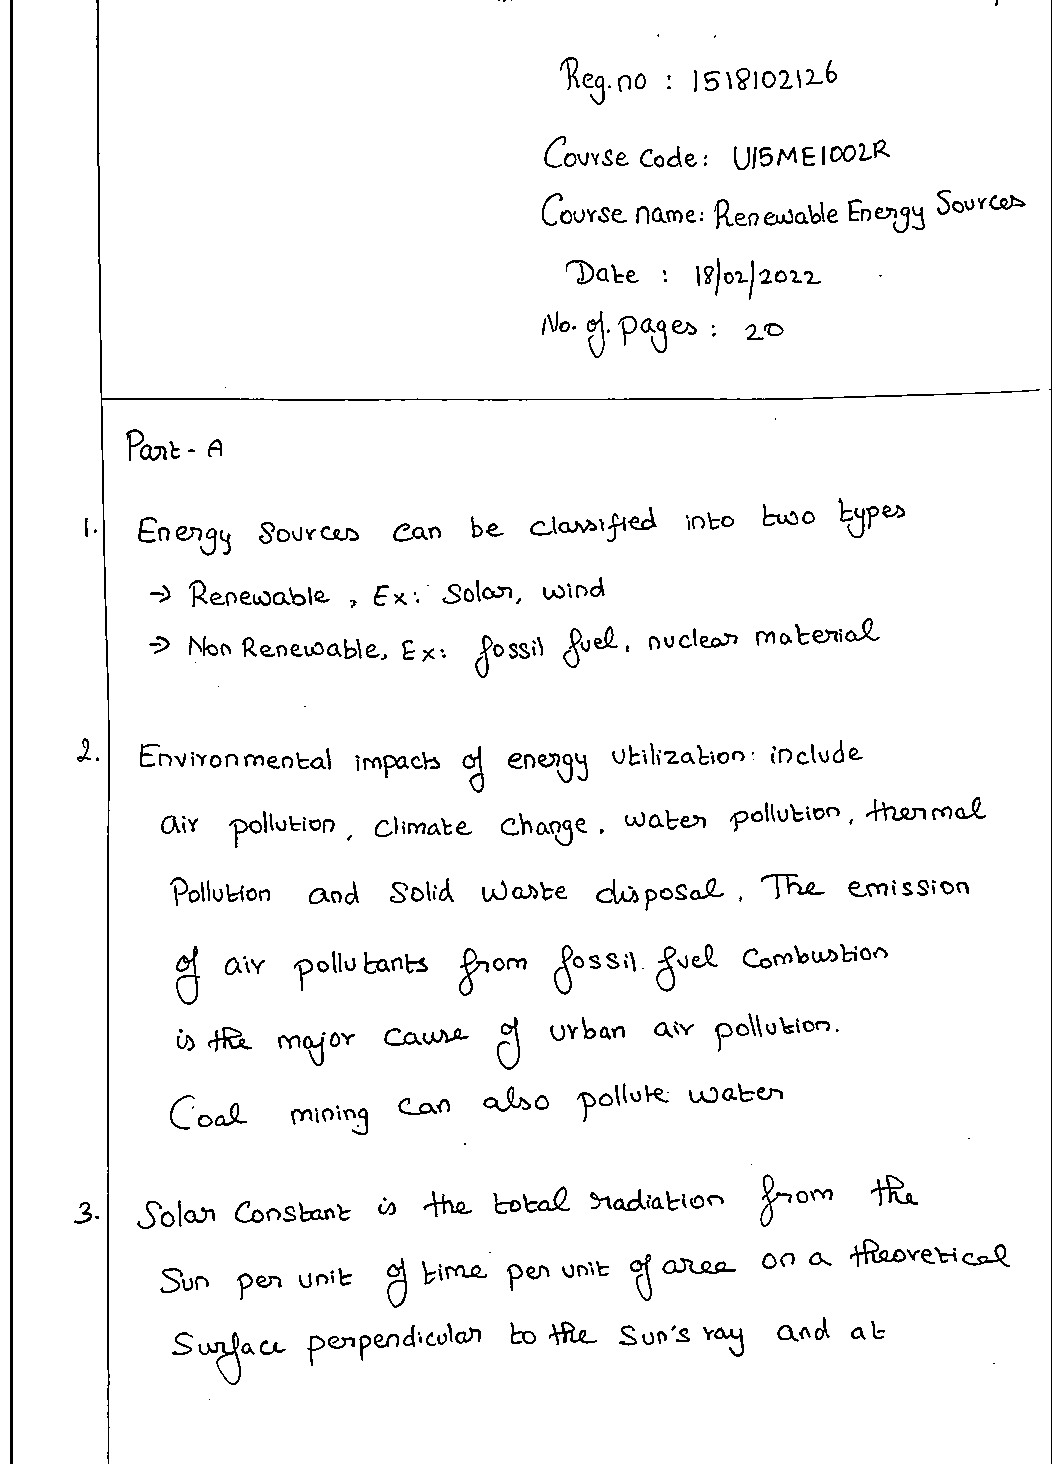 Reg.no : 1518102126
Course code: U15ME1002R
Course name: Renewable Energy Sources
Date : 18/02/2022
No. of. pages : 20
Part - A
1. Energy Sources can be classified into two types
→ Renewable, Ex: Solar, wind
→ Non Renewable, Ex: fossil fuel, nuclear material
2. Environmental impacts of energy utilization include
air pollution, climate change, water pollution, thermal
Pollution and Solid waste disposal. The emission
of air pollutants from fossil fuel combustion
is the major cause of urban air pollution.
Coal mining can also pollute water
3. Solar Constant is the total radiation from the
Sun per unit of time per unit of area on a theoretical
Surface perpendicular to the Sun's ray and at